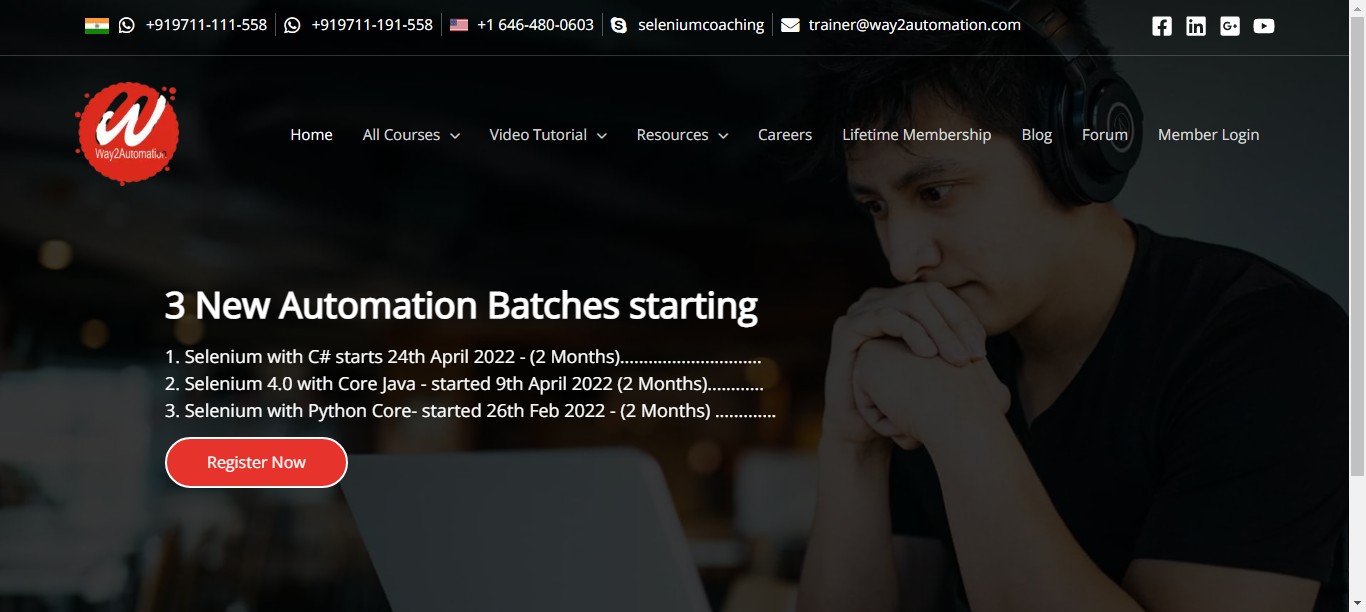 +919711-111-558 +919711-191-558 +1 646-480-0603 seleniumcoaching trainer@way2automation.com
Way2Automation
Home All Courses Video Tutorial Resources Careers Lifetime Membership Blog Forum Member Login
3 New Automation Batches starting
1. Selenium with C# starts 24th April 2022 - (2 Months)..............................
2. Selenium 4.0 with Core Java - started 9th April 2022 (2 Months)............
3. Selenium with Python Core- started 26th Feb 2022 - (2 Months) .............
Register Now